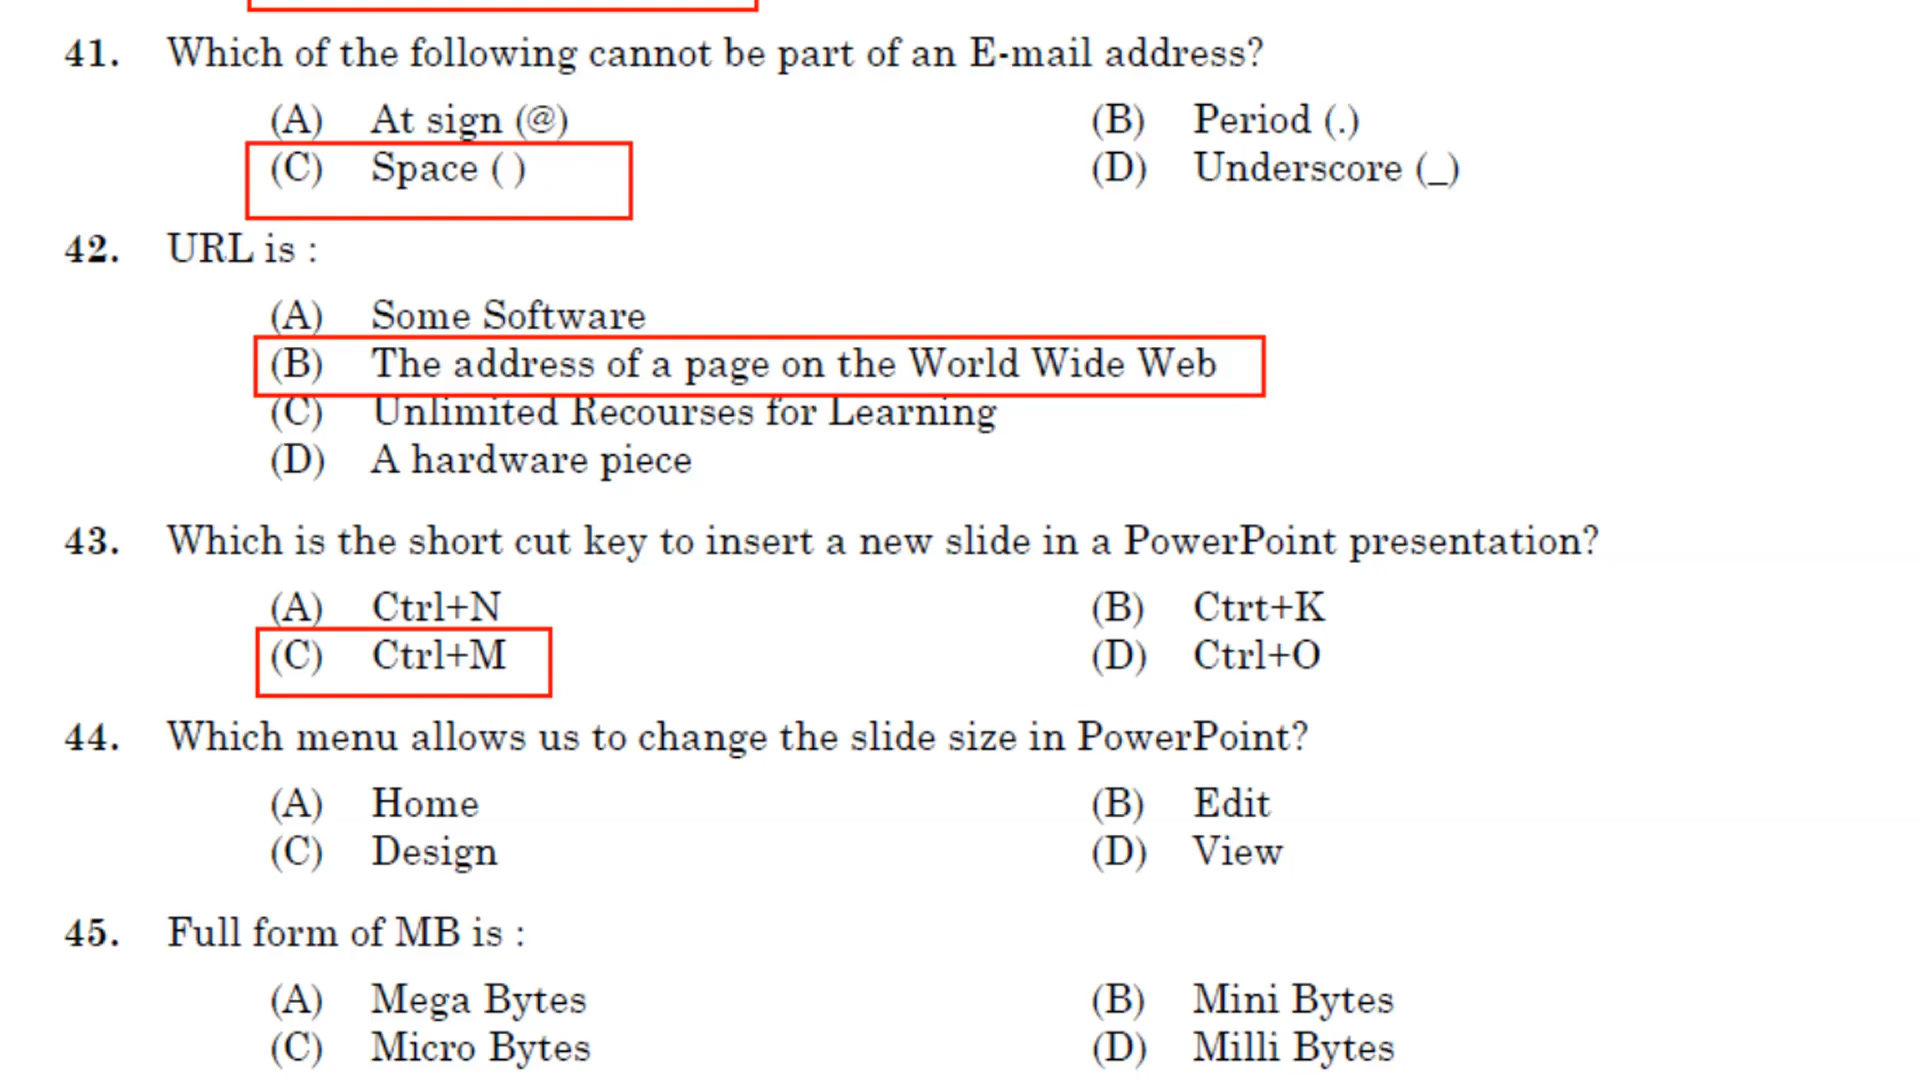 41. Which of the following cannot be part of an E-mail address?
(A) At sign (@) (B) Period (.)
(C) Space ( ) (D) Underscore (_)
42. URL is :
(A) Some Software
(B) The address of a page on the World Wide Web
(C) Unlimited Recourses for Learning
(D) A hardware piece
43. Which is the short cut key to insert a new slide in a PowerPoint presentation?
(A) Ctrl+N (B) Ctrt+K
(C) Ctrl+M (D) Ctrl+O
44. Which menu allows us to change the slide size in PowerPoint?
(A) Home (B) Edit
(C) Design (D) View
45. Full form of MB is :
(A) Mega Bytes (B) Mini Bytes
(C) Micro Bytes (D) Milli Bytes